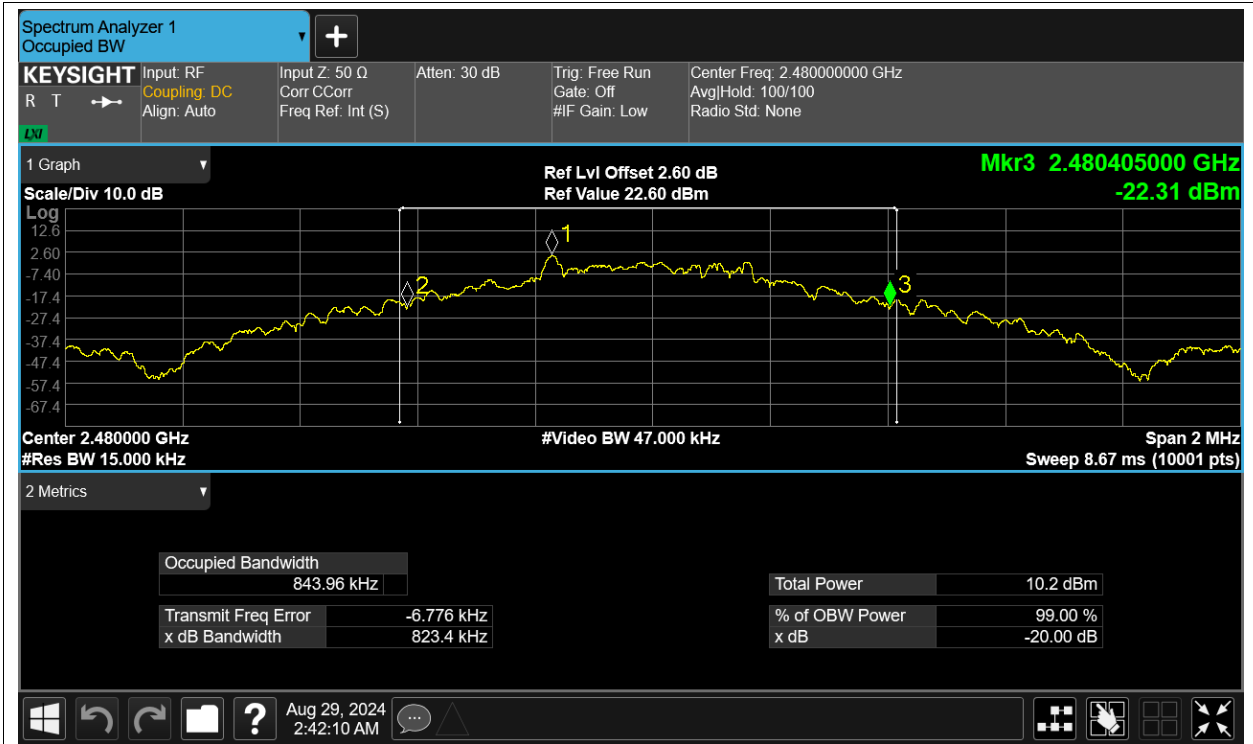 Spectrum Analyzer 1
Occupied BW
KEYSIGHT
R T
LXI
Input: RF
Coupling: DC
Align: Auto
Input Z: 50 Ω
Corr CCorr
Freq Ref: Int (S)
Atten: 30 dB
Trig: Free Run
Gate: Off
#IF Gain: Low
Center Freq: 2.480000000 GHz
Avg|Hold: 100/100
Radio Std: None
1 Graph
Scale/Div 10.0 dB
Ref Lvl Offset 2.60 dB
Ref Value 22.60 dBm
Mkr3 2.480405000 GHz
-22.31 dBm
Log
12.6
2.60
-7.40
-17.4
-27.4
-37.4
-47.4
-57.4
-67.4
1
2
3
Center 2.480000 GHz
#Res BW 15.000 kHz
#Video BW 47.000 kHz
Span 2 MHz
Sweep 8.67 ms (10001 pts)
2 Metrics
Occupied Bandwidth
843.96 kHz
Transmit Freq Error -6.776 kHz
x dB Bandwidth 823.4 kHz
Total Power 10.2 dBm
% of OBW Power 99.00 %
x dB -20.00 dB
?
Aug 29, 2024
2:42:10 AM